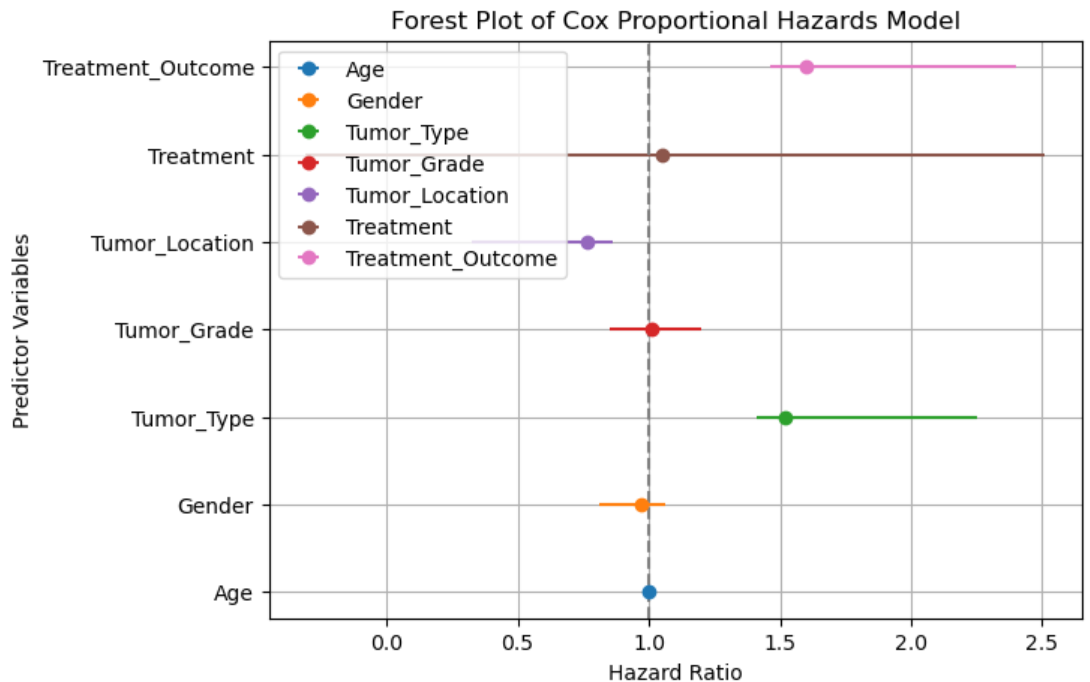 Forest Plot of Cox Proportional Hazards Model
Predictor Variables
Treatment_Outcome
Treatment
Tumor_Location
Tumor_Grade
Tumor_Type
Gender
Age
Age
Gender
Tumor_Type
Tumor_Grade
Tumor_Location
Treatment
Treatment_Outcome
0.0 0.5 1.0 1.5 2.0 2.5
Hazard Ratio